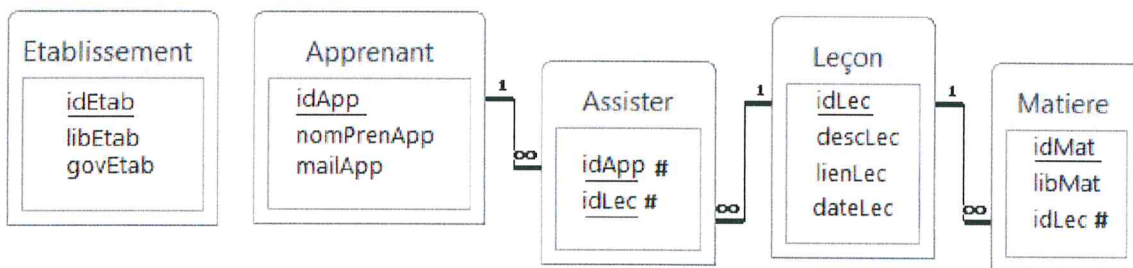 Etablissement
idEtab
libEtab
govEtab
Apprenant
idApp
nomPrenApp
mailApp
1
∞
Assister
idApp #
idLec #
1
∞
Leçon
idLec
descLec
lienLec
dateLec
1
∞
Matiere
idMat
libMat
idLec #